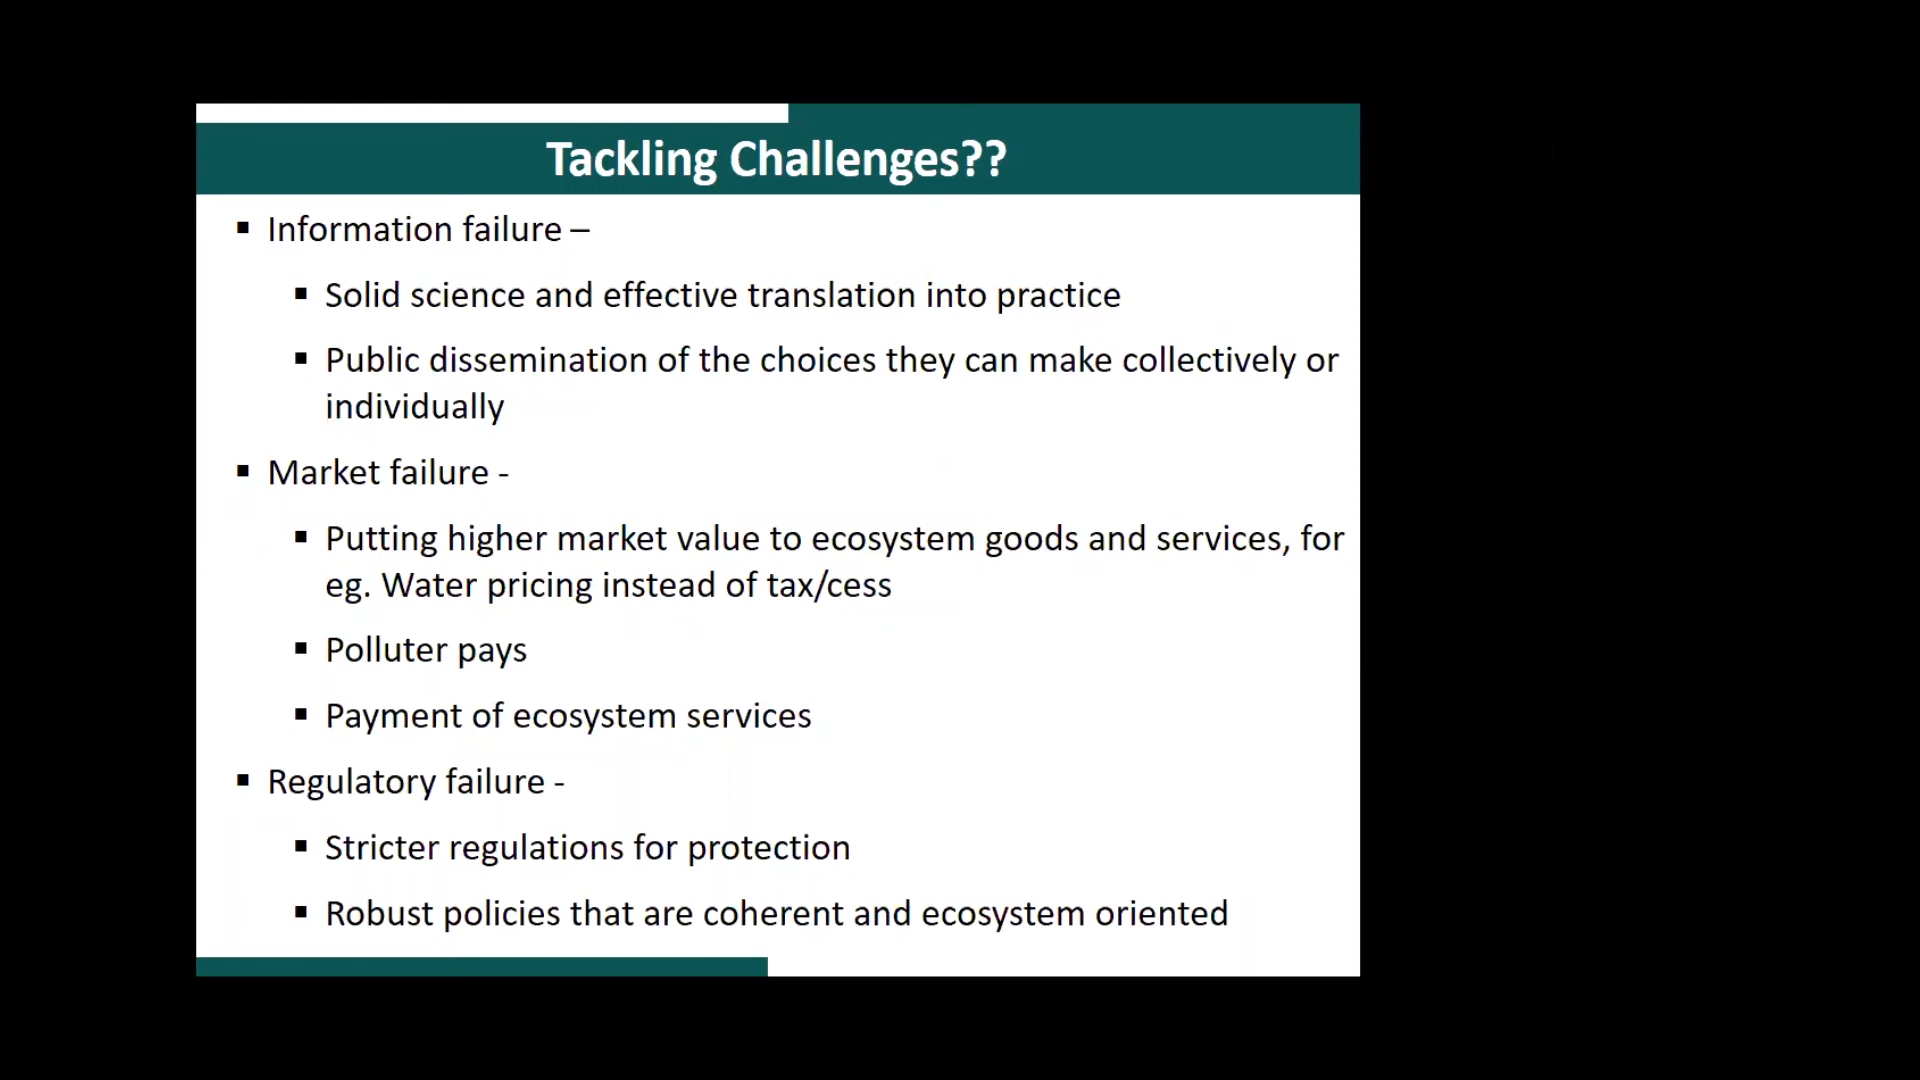 Tackling Challenges??
▪ Information failure –
▪ Solid science and effective translation into practice
▪ Public dissemination of the choices they can make collectively or
individually
▪ Market failure -
▪ Putting higher market value to ecosystem goods and services, for
eg. Water pricing instead of tax/cess
▪ Polluter pays
▪ Payment of ecosystem services
▪ Regulatory failure -
▪ Stricter regulations for protection
▪ Robust policies that are coherent and ecosystem oriented